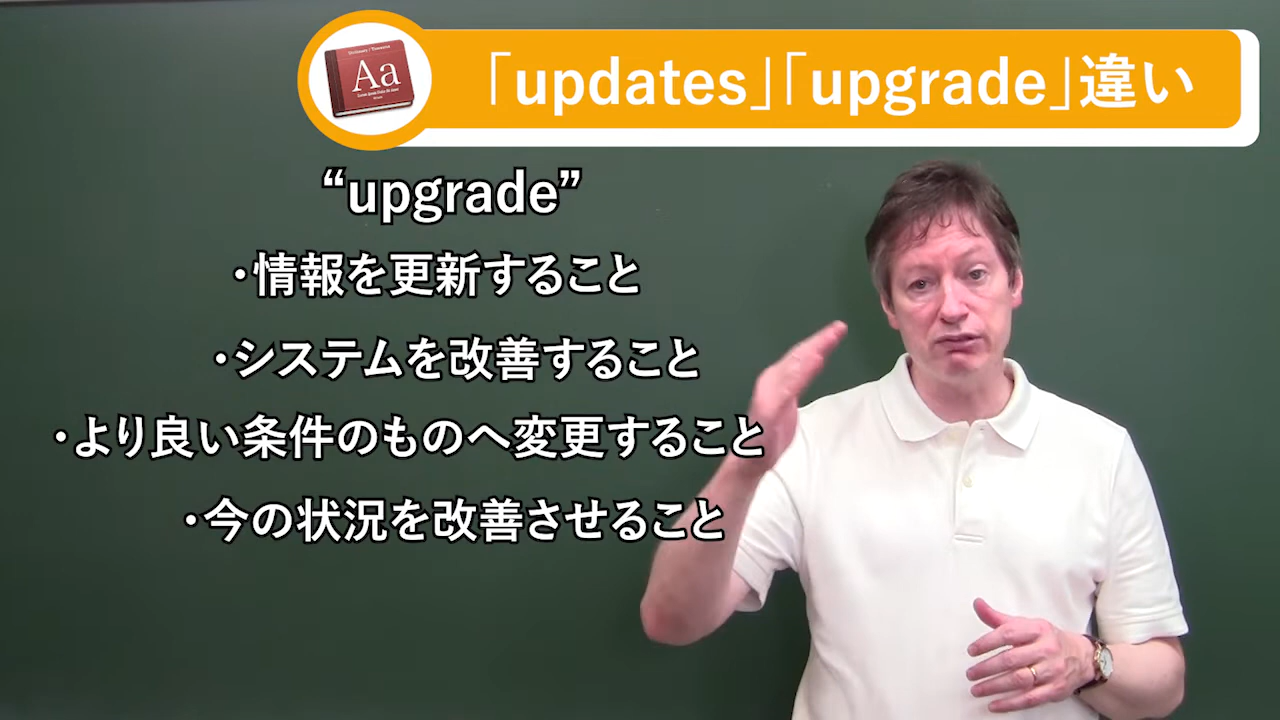 「updates」「upgrade」違い
Aa
“upgrade”
・情報を更新すること
・システムを改善すること
・より良い条件のものへ変更すること
・今の状況を改善させること